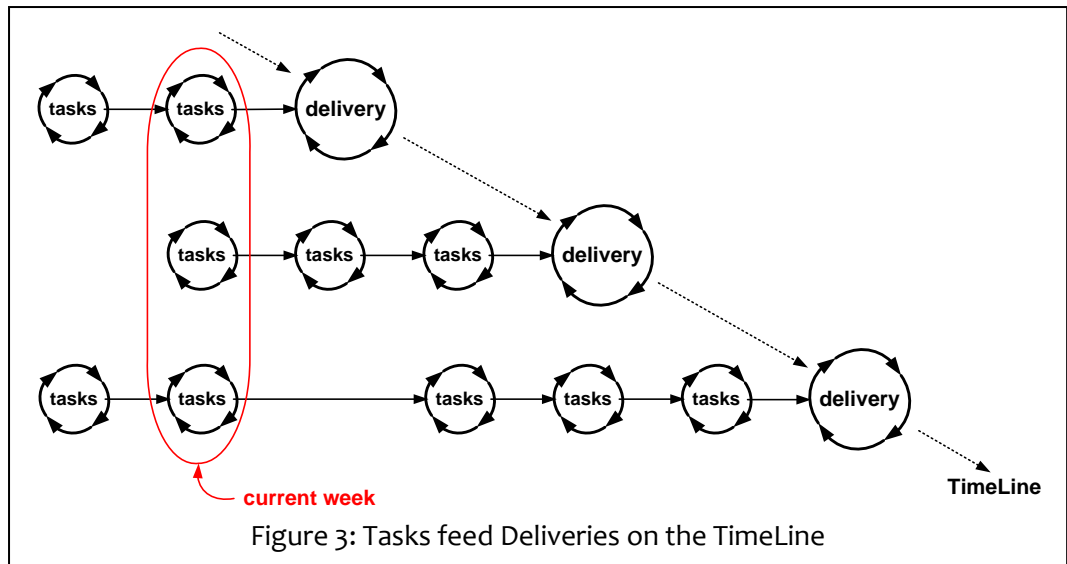 tasks tasks delivery
tasks tasks tasks delivery
tasks tasks tasks tasks tasks delivery
TimeLine
current week
Figure 3: Tasks feed Deliveries on the TimeLine